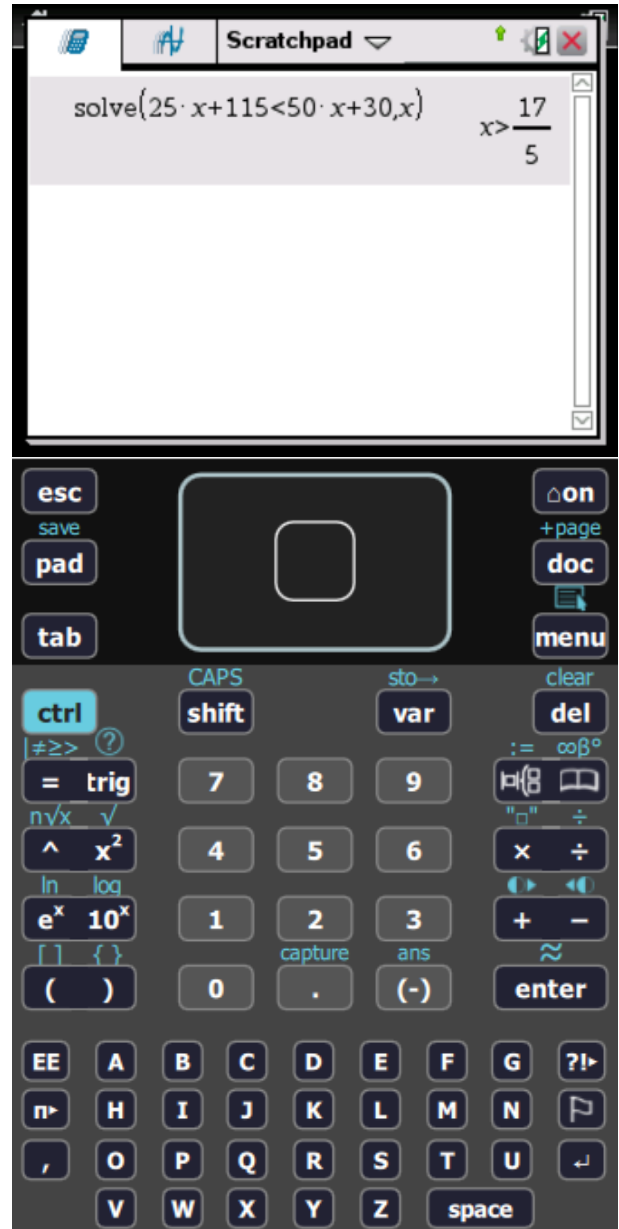 Scratchpad
solve(25·x+115<50·x+30,x) x>17/5
esc ⌂on
save +page
pad doc
tab menu
CAPS sto→ clear
ctrl shift var del
|≠≥> ? := ∞β°
= trig 7 8 9
n√x √ "□" ÷
^ x² 4 5 6 × ÷
ln log
eˣ 10ˣ 1 2 3 + −
[ ] { } capture ans ≈
( ) 0 . (-) enter
EE A B C D E F G ?!▸
π▸ H I J K L M N
, O P Q R S T U ↵
V W X Y Z space